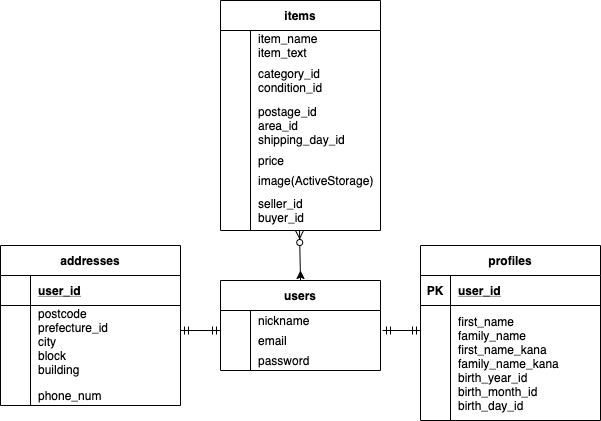 items
item_name
item_text
category_id
condition_id
postage_id
area_id
shipping_day_id
price
image(ActiveStorage)
seller_id
buyer_id
addresses
user_id
postcode
prefecture_id
city
block
building
phone_num
users
nickname
email
password
profiles
PK user_id
first_name
family_name
first_name_kana
family_name_kana
birth_year_id
birth_month_id
birth_day_id